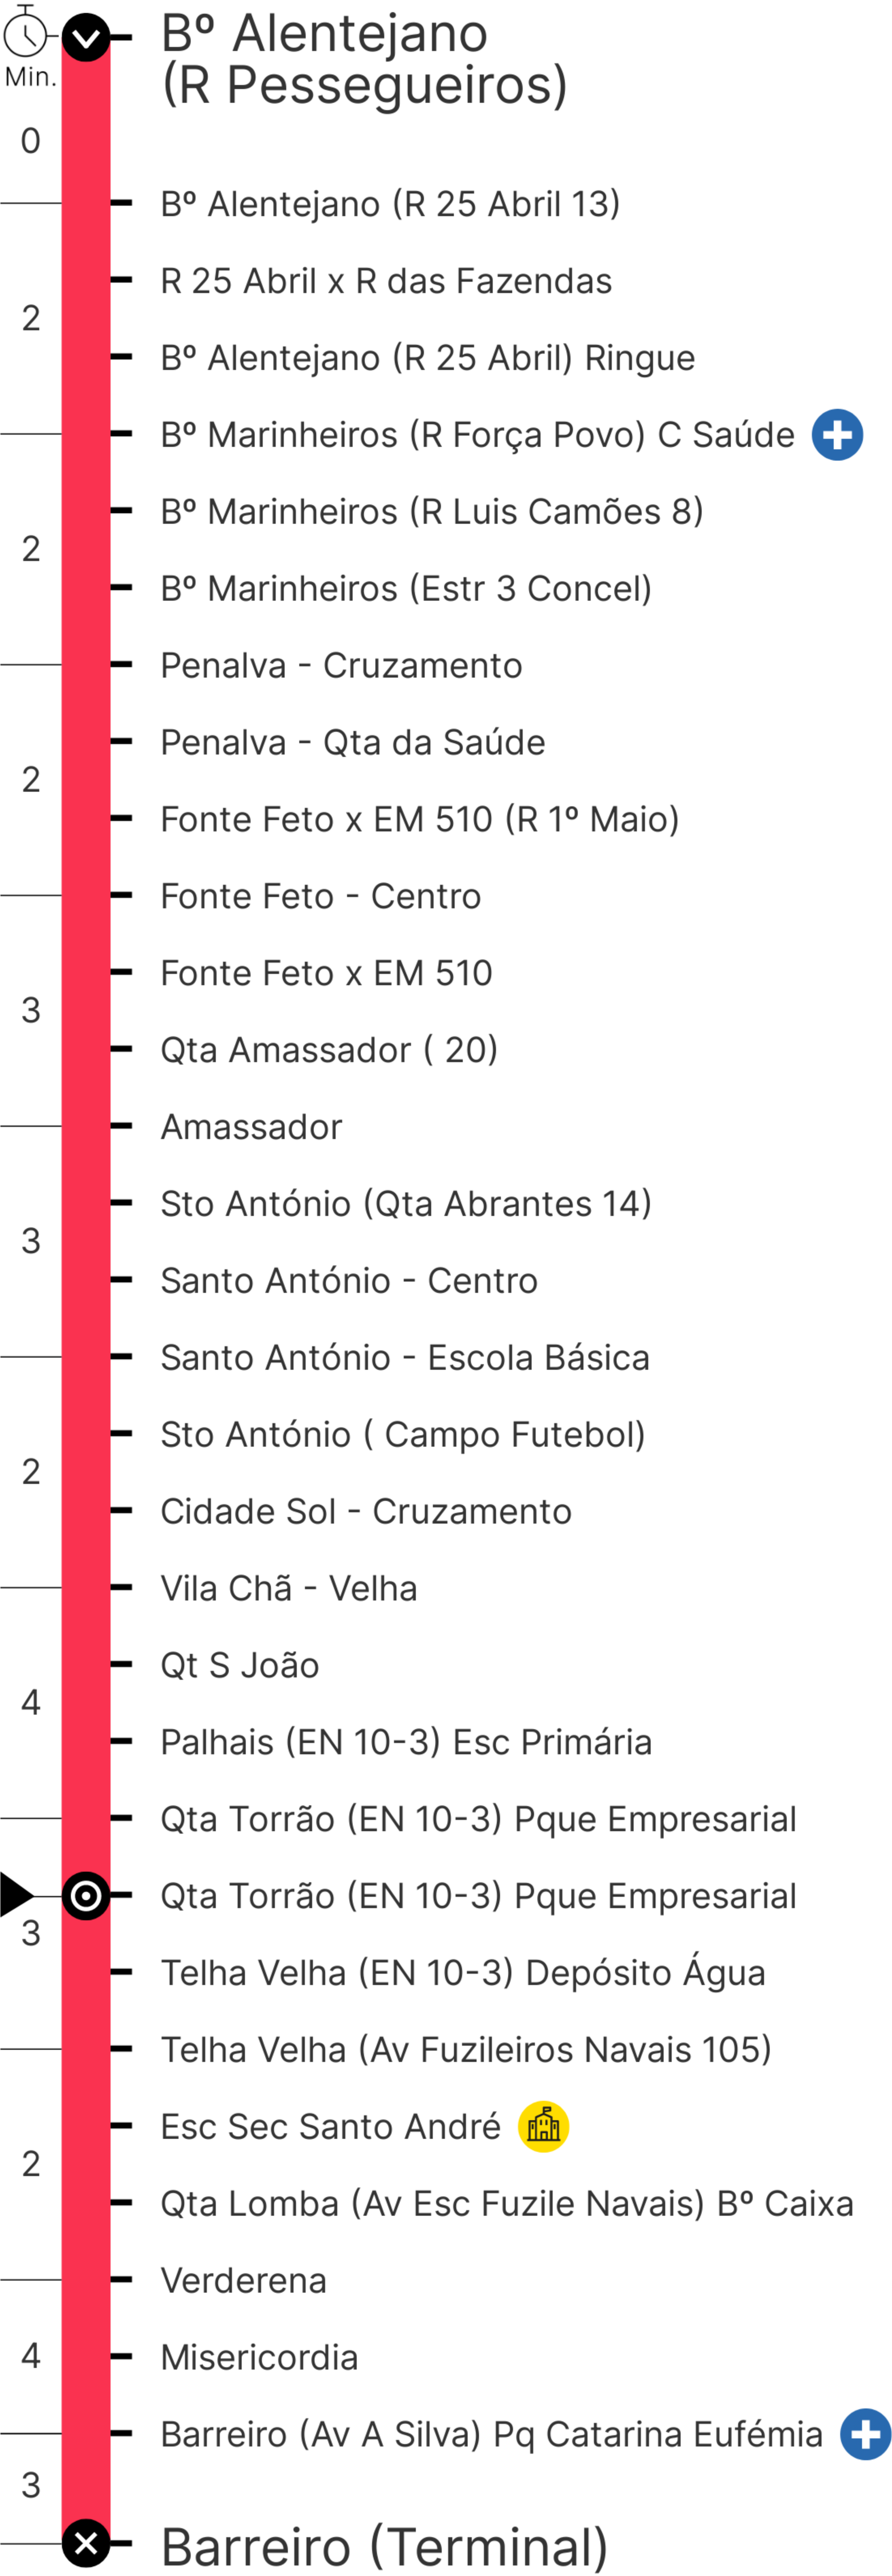 Bº Alentejano
(R Pessegueiros)
Min.
0
Bº Alentejano (R 25 Abril 13)
R 25 Abril x R das Fazendas
2
Bº Alentejano (R 25 Abril) Ringue
Bº Marinheiros (R Força Povo) C Saúde
Bº Marinheiros (R Luis Camões 8)
2
Bº Marinheiros (Estr 3 Concel)
Penalva - Cruzamento
Penalva - Qta da Saúde
2
Fonte Feto x EM 510 (R 1º Maio)
Fonte Feto - Centro
Fonte Feto x EM 510
3
Qta Amassador ( 20)
Amassador
Sto António (Qta Abrantes 14)
3
Santo António - Centro
Santo António - Escola Básica
Sto António ( Campo Futebol)
2
Cidade Sol - Cruzamento
Vila Chã - Velha
Qt S João
4
Palhais (EN 10-3) Esc Primária
Qta Torrão (EN 10-3) Pque Empresarial
Qta Torrão (EN 10-3) Pque Empresarial
3
Telha Velha (EN 10-3) Depósito Água
Telha Velha (Av Fuzileiros Navais 105)
Esc Sec Santo André
2
Qta Lomba (Av Esc Fuzile Navais) Bº Caixa
Verderena
4
Misericordia
Barreiro (Av A Silva) Pq Catarina Eufémia
3
Barreiro (Terminal)